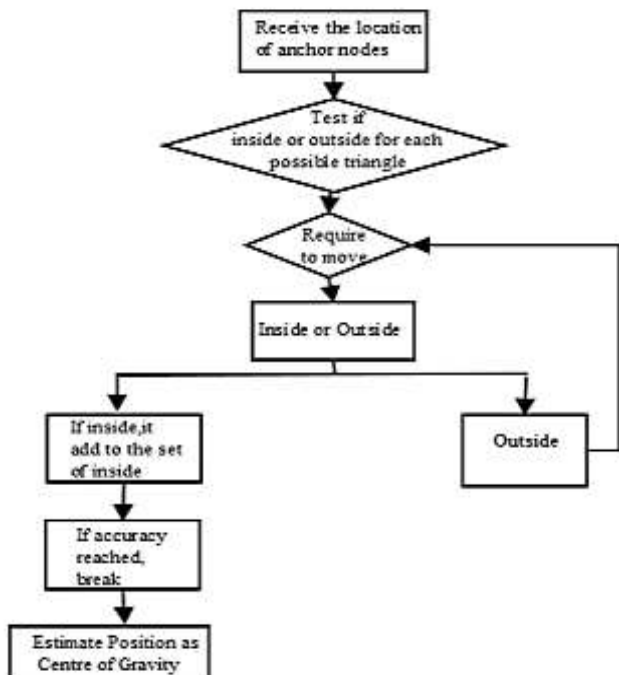 Receive the location
of anchor nodes
Test if
inside or outside for each
possible triangle
Require
to move
Inside or Outside
If inside,it
add to the set
of inside
Outside
If accuracy
reached,
break
Estimate Position as
Centre of Gravity